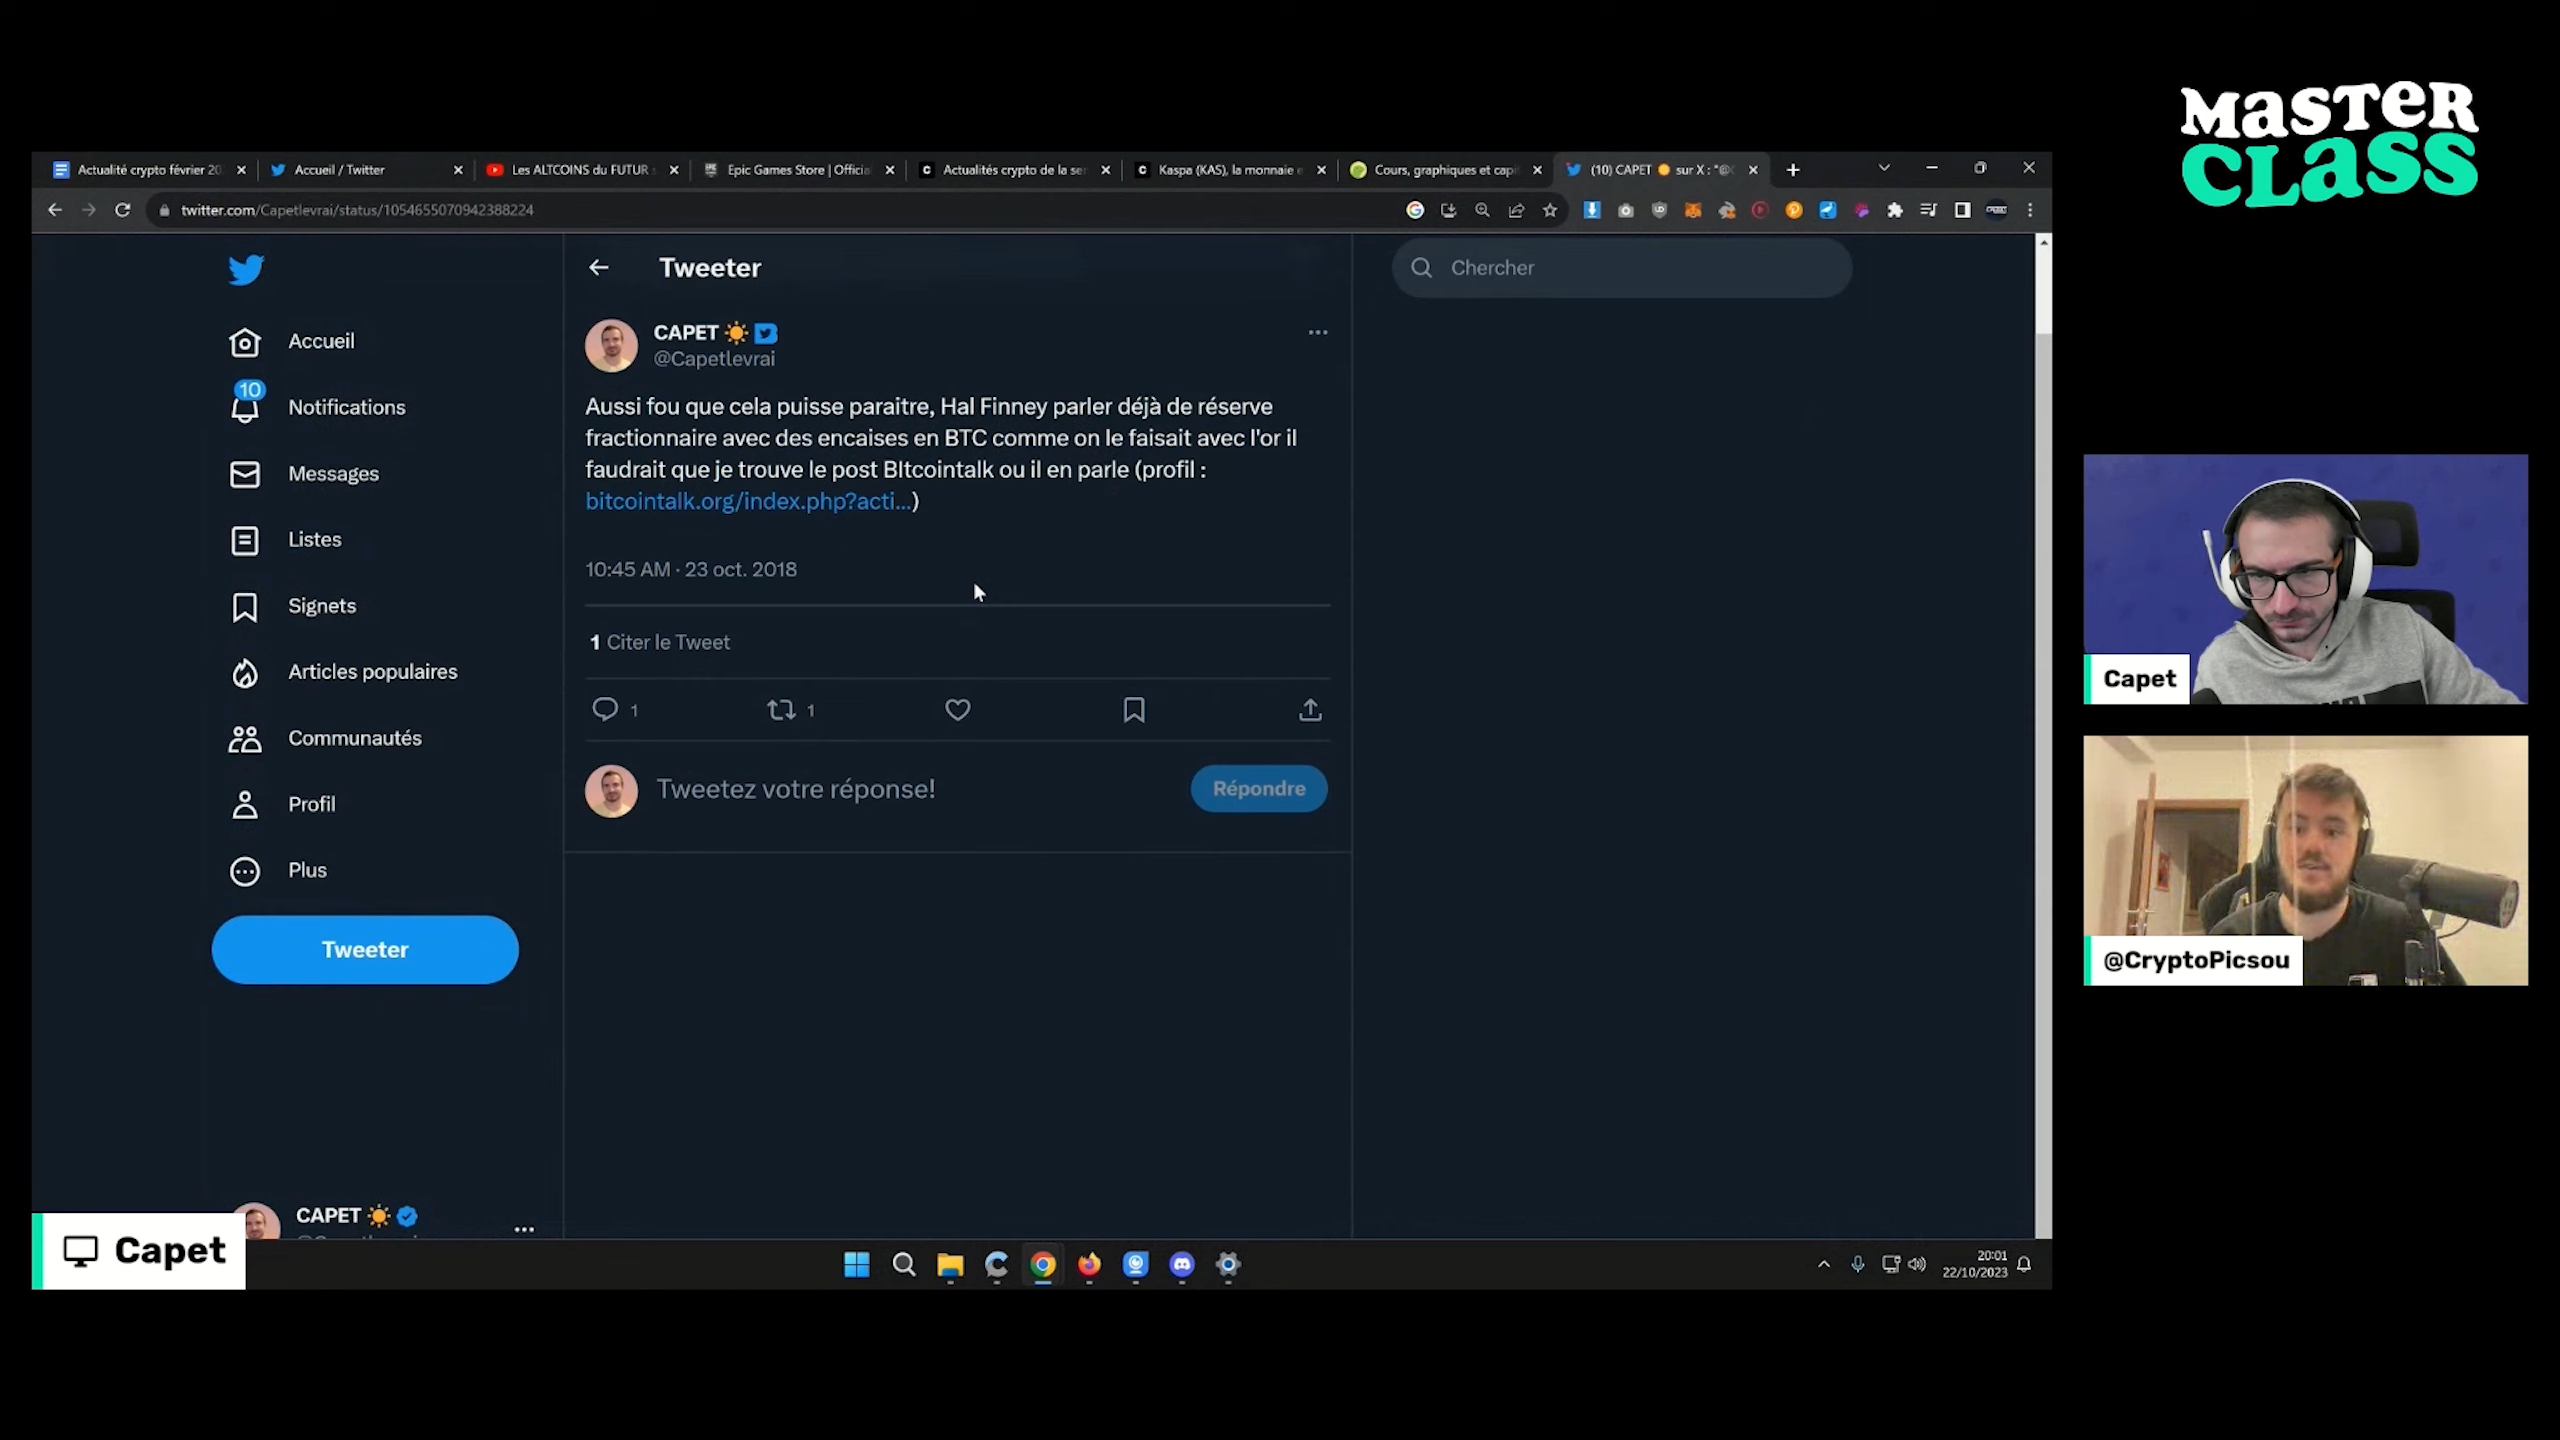 MASTER
CLASS
Actualité crypto février 20
Accueil / Twitter
Les ALTCOINS du FUTUR
Epic Games Store | Official
Actualités crypto de la se
Kaspa (KAS), la monnaie
Cours, graphiques et capi
(10) CAPET sur X : "@
twitter.com/Capetlevrai/status/1054655070942388224
Tweeter
Chercher
CAPET
@Capetlevrai
Accueil
10
Notifications
Messages
Listes
Signets
Articles populaires
Communautés
Profil
Plus
Tweeter
Aussi fou que cela puisse paraitre, Hal Finney parler déjà de réserve
fractionnaire avec des encaises en BTC comme on le faisait avec l'or il
faudrait que je trouve le post BItcointalk ou il en parle (profil :
bitcointalk.org/index.php?acti...)
10:45 AM · 23 oct. 2018
1 Citer le Tweet
1
1
Tweetez votre réponse!
Répondre
CAPET
Capet
20:01
22/10/2023
Capet
@CryptoPicsou